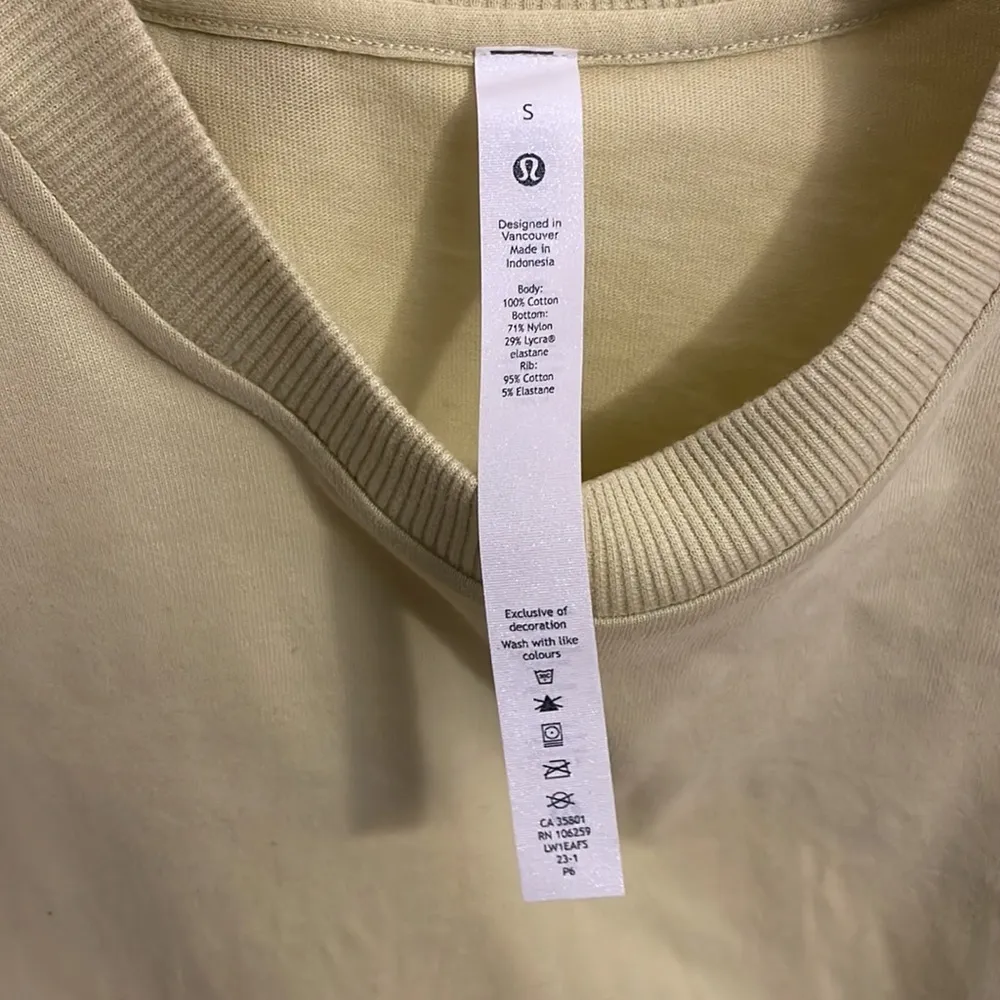 S
Designed in
Vancouver
Made in
Indonesia
Body:
100% Cotton
Bottom:
71% Nylon
29% Lycra®
elastane
Rib:
95% Cotton
5% Elastane
Exclusive of
decoration
Wash with like
colours
30C
CA 35801
RN 106259
LW1EAFS
23-1
P6